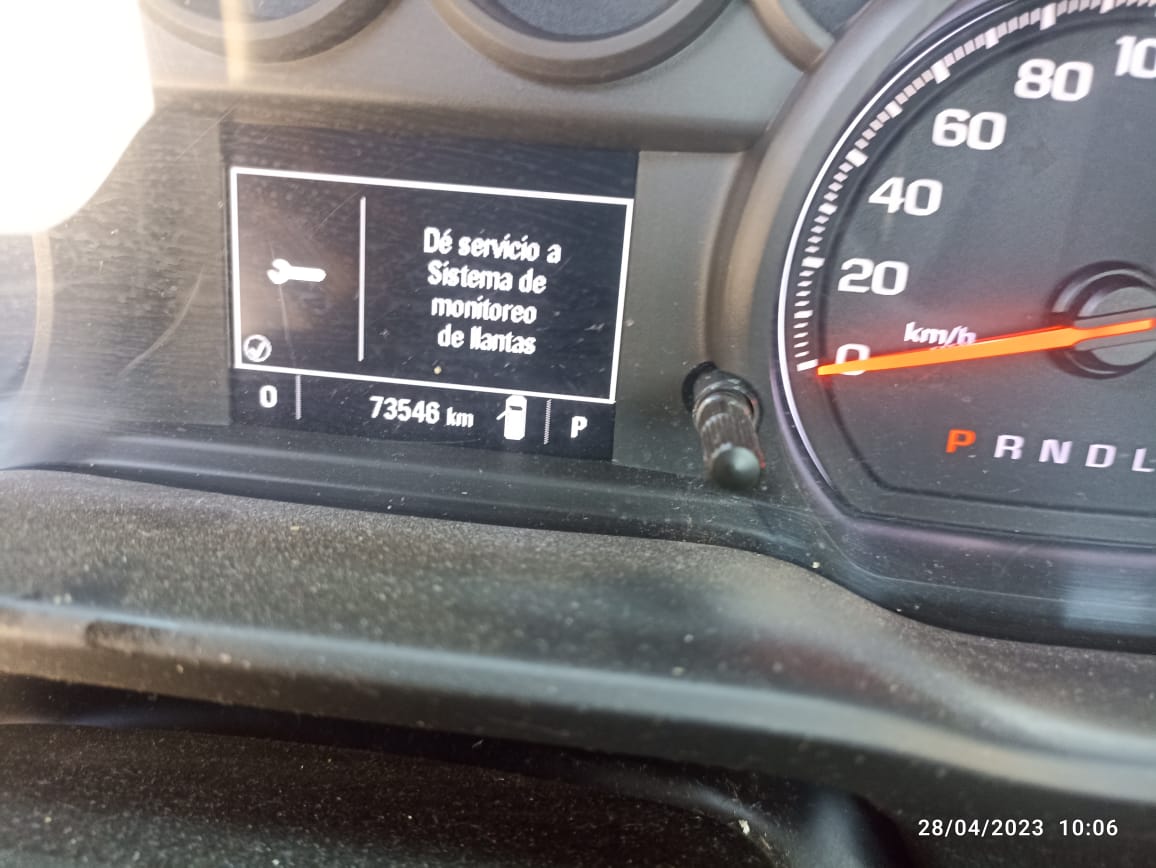 Dé servicio a
Sistema de
monitoreo
de llantas
0 73546 km P
0
20
40
60
80
km/h
P R N D L
28/04/2023 10:06